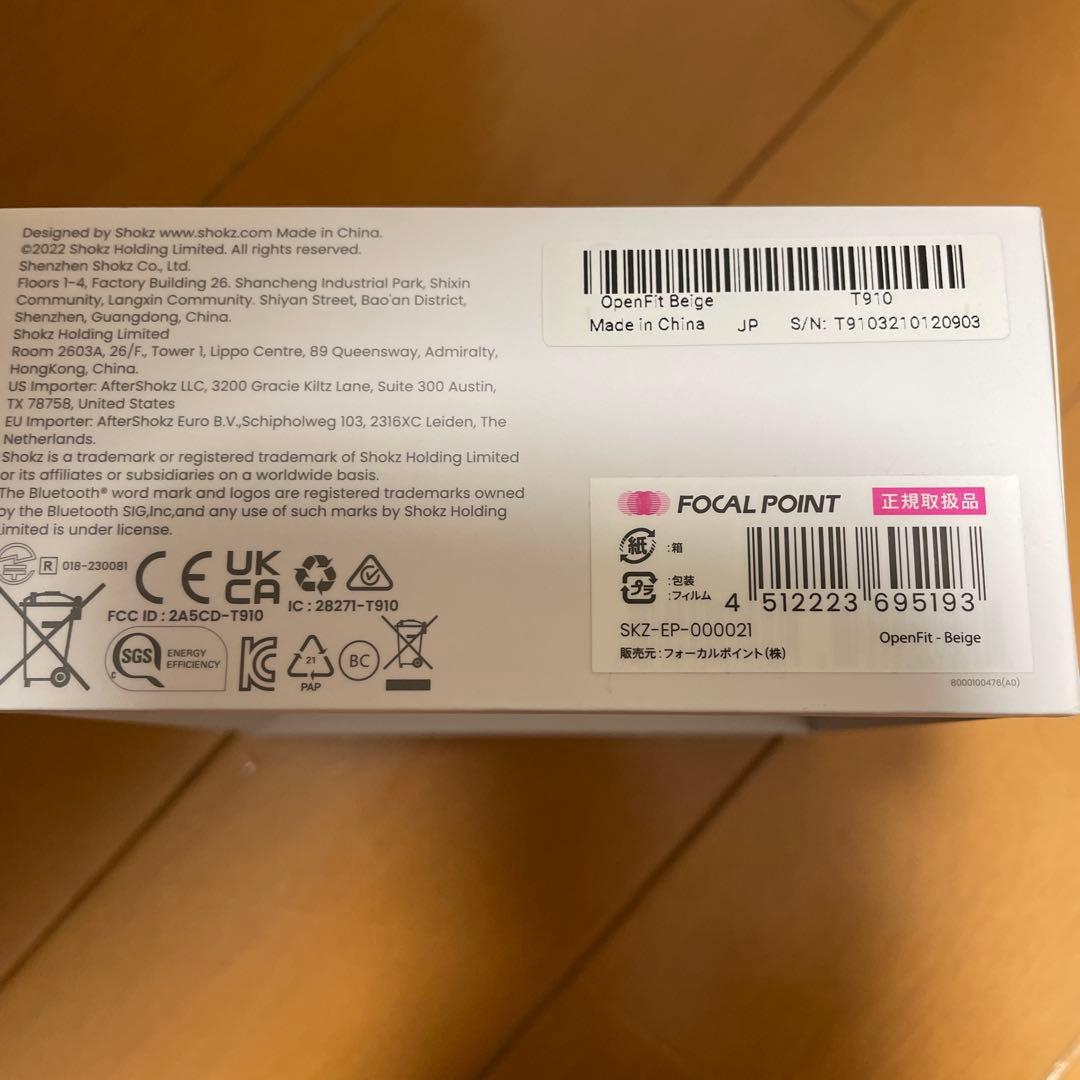 Designed by Shokz www.shokz.com Made in China.
©2022 Shokz Holding Limited. All rights reserved.
Shenzhen Shokz Co., Ltd.
Floors 1-4, Factory Building 26. Shancheng Industrial Park, Shixin
Community, Langxin Community. Shiyan Street, Bao'an District,
Shenzhen, Guangdong, China.
Shokz Holding Limited
Room 2603A, 26/F., Tower 1, Lippo Centre, 89 Queensway, Admiralty,
HongKong, China.
US Importer: AfterShokz LLC, 3200 Gracie Kiltz Lane, Suite 300 Austin,
TX 78758, United States
EU Importer: AfterShokz Euro B.V.,Schipholweg 103, 2316XC Leiden, The
Netherlands.
Shokz is a trademark or registered trademark of Shokz Holding Limited
or its affiliates or subsidiaries on a worldwide basis.
The Bluetooth® word mark and logos are registered trademarks owned
by the Bluetooth SIG,Inc,and any use of such marks by Shokz Holding
Limited is under license.
R 018-230081
CE
UK
CA
FCC ID : 2A5CD-T910
IC : 28271-T910
SGS
ENERGY
EFFICIENCY
C
21
PAP
BC
OpenFit Beige T910
Made in China JP S/N: T9103210120903
FOCAL POINT 正規取扱品
紙 :箱
プラ :包装
:フィルム
4 512223 695193
SKZ-EP-000021
OpenFit - Beige
販売元:フォーカルポイント(株)
8000100476(A0)